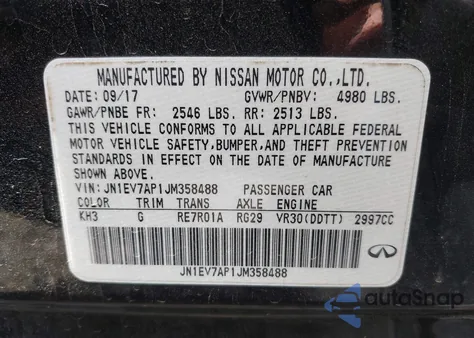 MANUFACTURED BY NISSAN MOTOR CO.,LTD.
DATE: 09/17 GVWR/PNBV: 4980 LBS.
GAWR/PNBE FR: 2546 LBS. RR: 2513 LBS.
THIS VEHICLE CONFORMS TO ALL APPLICABLE FEDERAL
MOTOR VEHICLE SAFETY, BUMPER, AND THEFT PREVENTION
STANDARDS IN EFFECT ON THE DATE OF MANUFACTURE
SHOWN ABOVE.
VIN: JN1EV7AP1JM358488 PASSENGER CAR
COLOR TRIM TRANS AXLE ENGINE
KH3 G RE7R01A RG29 VR30(DDTT) 2997CC
JN1EV7AP1JM358488
autoSnap